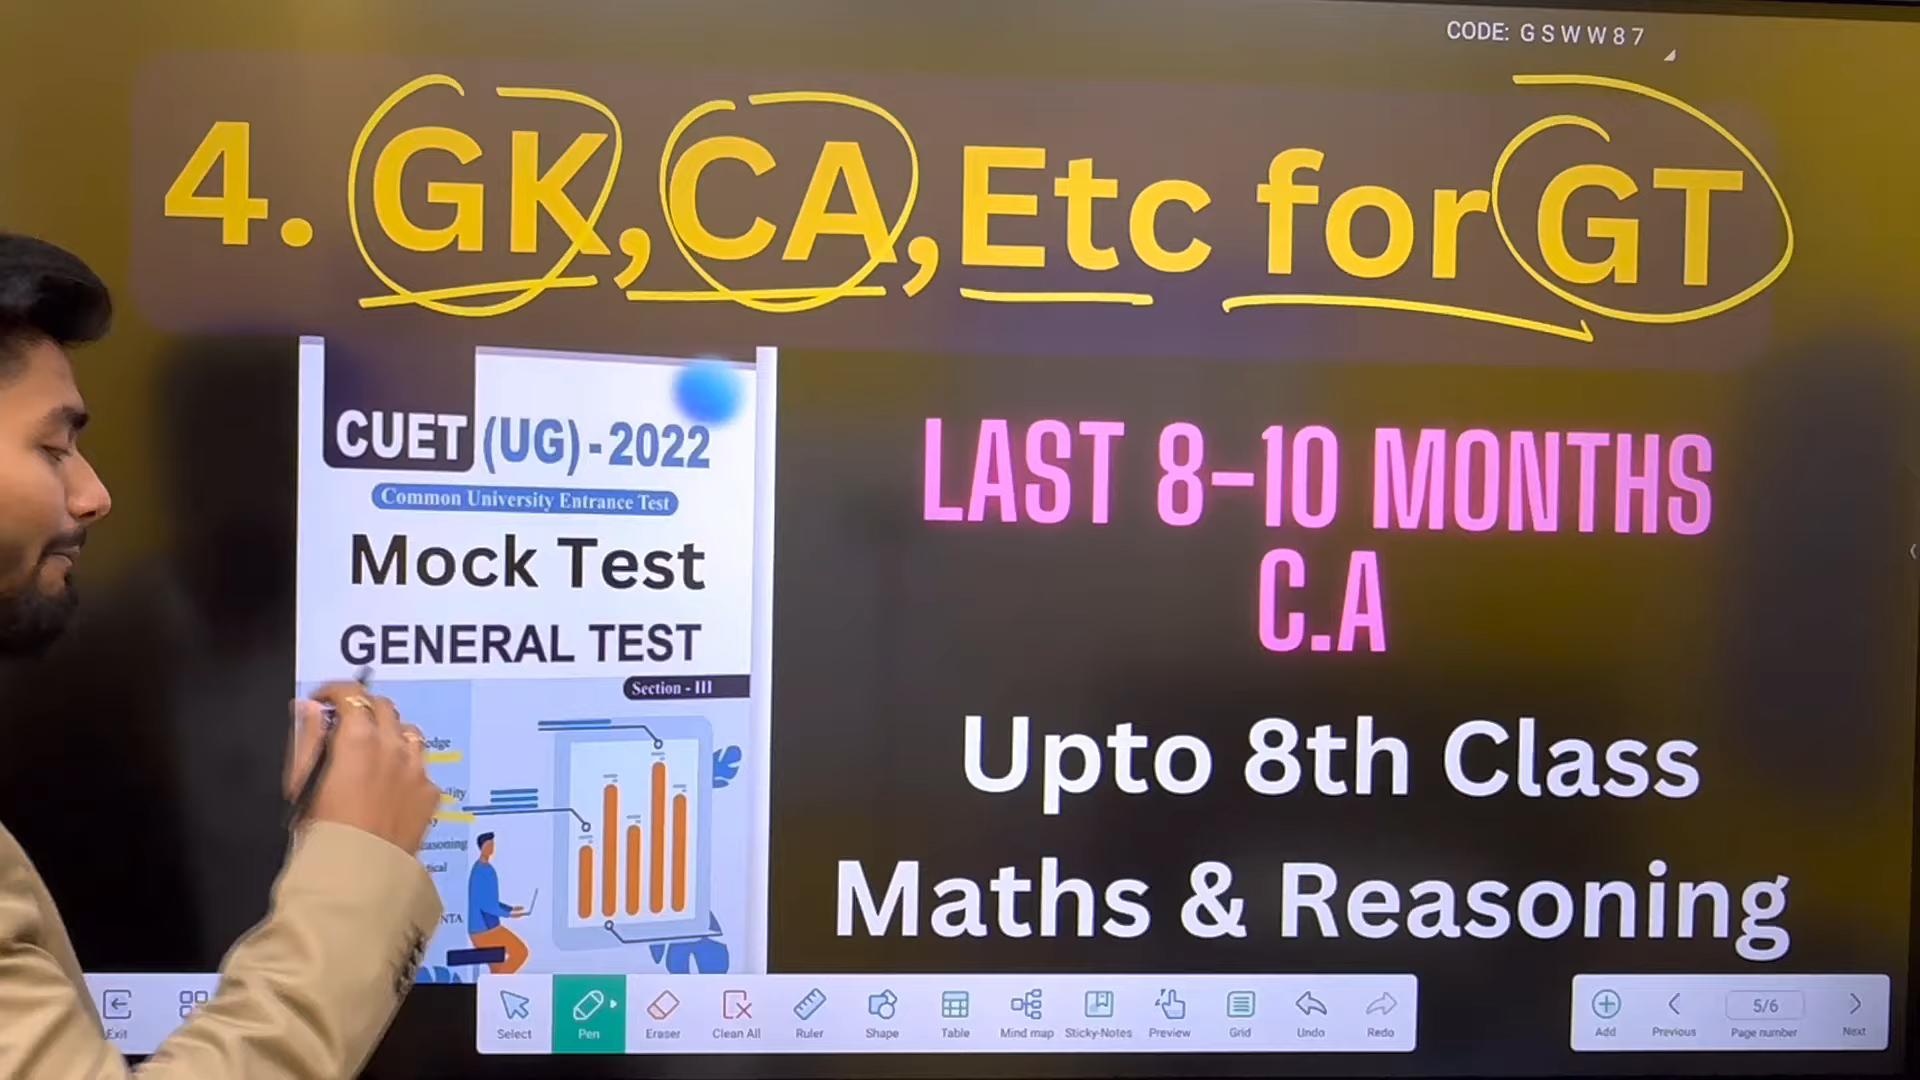 CODE: GSWW87
4. GK, CA, Etc for GT
CUET (UG) - 2022
Common University Entrance Test
Mock Test
GENERAL TEST
Section - III
NTA
LAST 8-10 MONTHS
C.A
Upto 8th Class
Maths & Reasoning
Exit
Select
Pen
Eraser
Clean All
Ruler
Shape
Table
Mind map
Sticky-Notes
Preview
Grid
Undo
Redo
Add
Previous
5/6
Page number
Next